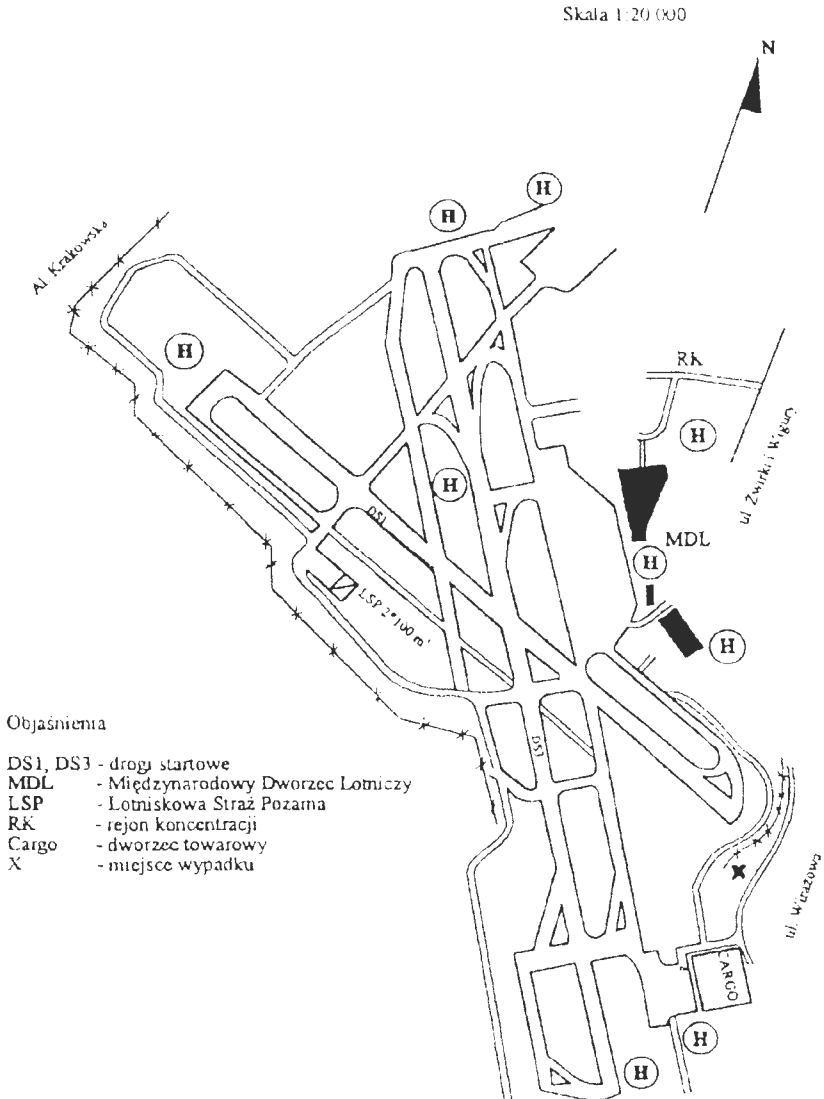 Skala 1:20 000
N
H
H
Al. Krakowska
H
RK
H
ul Żwirki i Wigury
H
DS1
MDL
H
LSP 2*100 m³
H
Objaśnienia
DS3
DS1, DS3 - drogi startowe
MDL - Międzynarodowy Dworzec Lotniczy
LSP - Lotniskowa Straż Pożarna
RK - rejon koncentracji
Cargo - dworzec towarowy
X - miejsce wypadku
X
ul. Wirażowa
CARGO
H
H